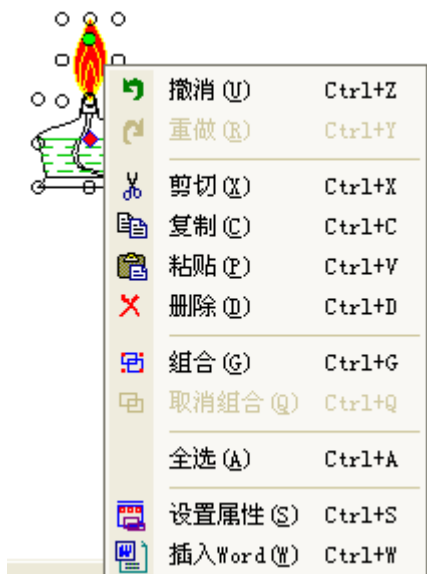 撤消(U) Ctrl+Z
重做(R) Ctrl+Y
剪切(X) Ctrl+X
复制(C) Ctrl+C
粘贴(P) Ctrl+V
删除(D) Ctrl+D
组合(G) Ctrl+G
取消组合(Q) Ctrl+Q
全选(A) Ctrl+A
设置属性(S) Ctrl+S
插入Word(W) Ctrl+W